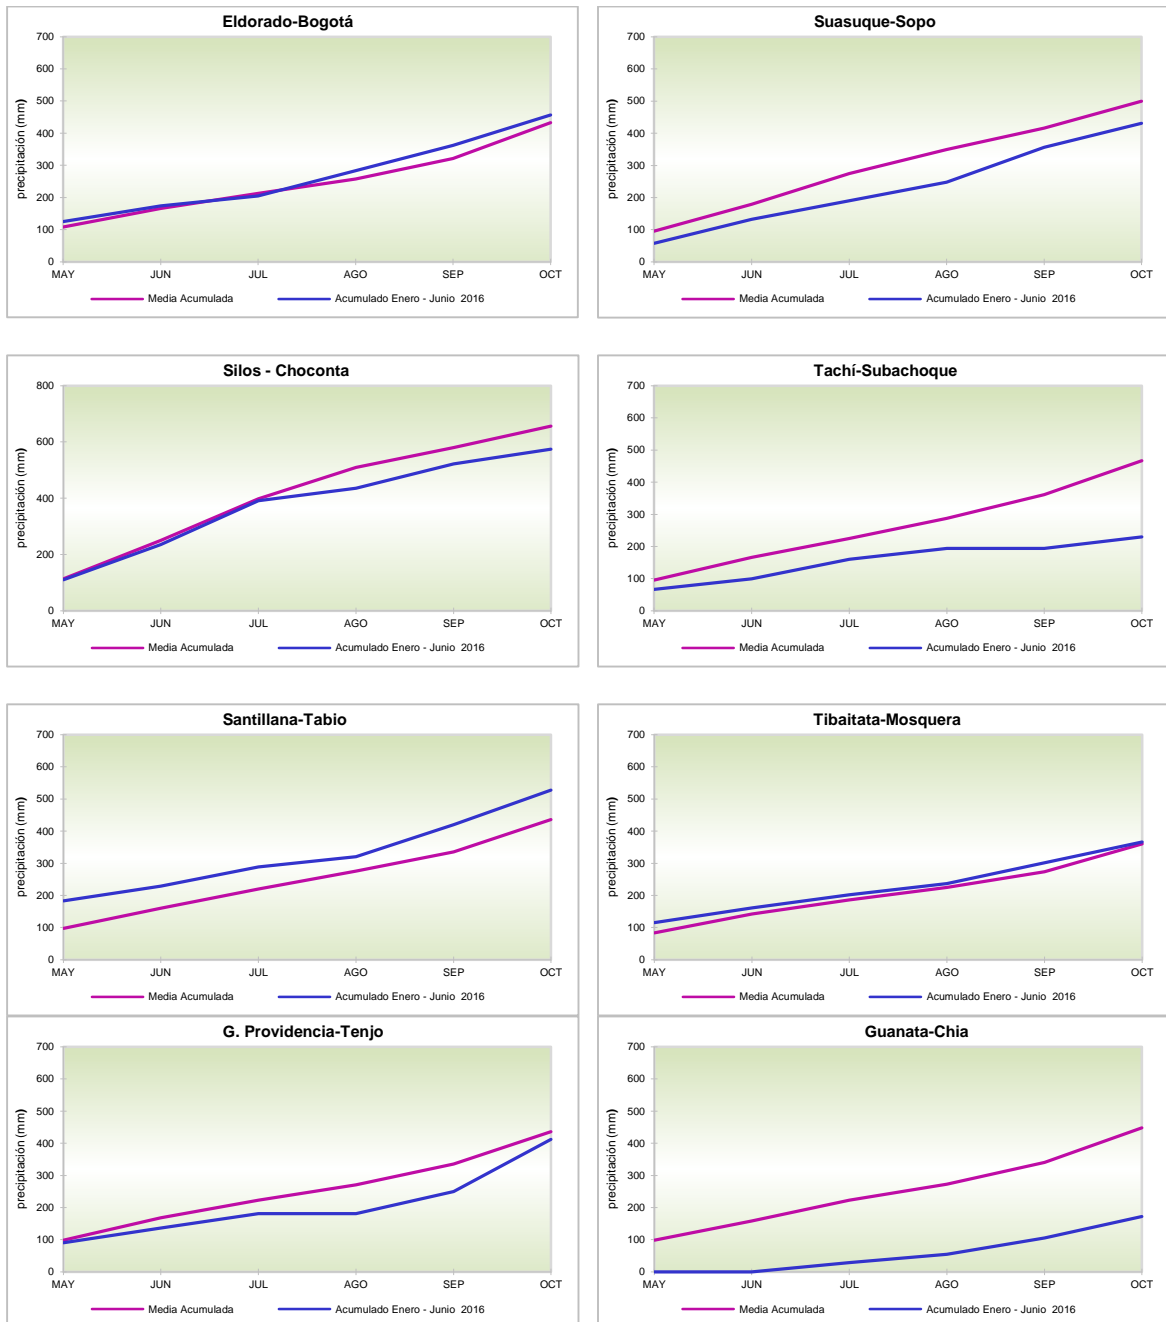 Eldorado-Bogotá
precipitación (mm)
700
600
500
400
300
200
100
0
MAY JUN JUL AGO SEP OCT
Media Acumulada Acumulado Enero - Junio 2016
Suasuque-Sopo
precipitación (mm)
700
600
500
400
300
200
100
0
MAY JUN JUL AGO SEP OCT
Media Acumulada Acumulado Enero - Junio 2016
Silos - Choconta
precipitación (mm)
800
600
400
200
0
MAY JUN JUL AGO SEP OCT
Media Acumulada Acumulado Enero - Junio 2016
Tachí-Subachoque
precipitación (mm)
700
600
500
400
300
200
100
0
MAY JUN JUL AGO SEP OCT
Media Acumulada Acumulado Enero - Junio 2016
Santillana-Tabio
precipitación (mm)
700
600
500
400
300
200
100
0
MAY JUN JUL AGO SEP OCT
Media Acumulada Acumulado Enero - Junio 2016
Tibaitata-Mosquera
precipitación (mm)
700
600
500
400
300
200
100
0
MAY JUN JUL AGO SEP OCT
Media Acumulada Acumulado Enero - Junio 2016
G. Providencia-Tenjo
precipitación (mm)
700
600
500
400
300
200
100
0
MAY JUN JUL AGO SEP OCT
Media Acumulada Acumulado Enero - Junio 2016
Guanata-Chia
precipitación (mm)
700
600
500
400
300
200
100
0
MAY JUN JUL AGO SEP OCT
Media Acumulada Acumulado Enero - Junio 2016